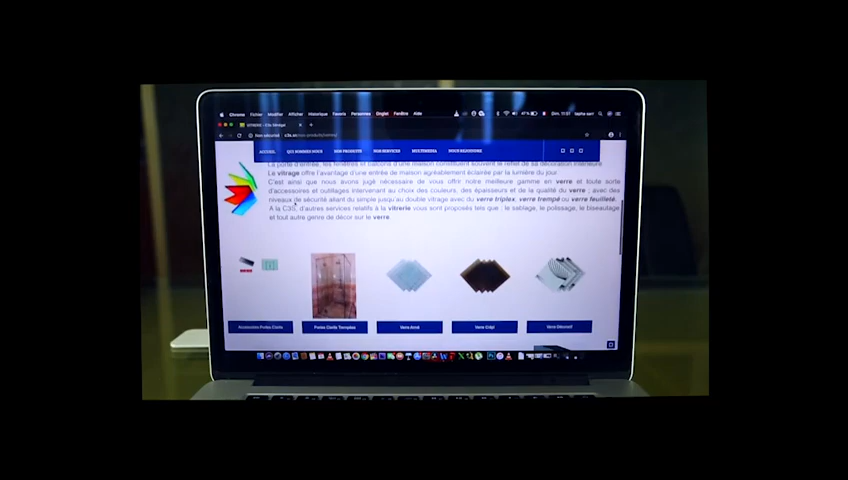 Chrome Fichier Modifier Afficher Historique Favoris Personnes Onglet Fenêtre Aide
ACCUEIL QUI SOMMES NOUS NOS PRODUITS NOS SERVICES MULTIMEDIA NOUS REJOINDRE
La porte d'entrée, les fenêtres et balcons d'une maison constituent souvent le reflet de sa décoration intérieure
Le vitrage offre l'avantage d'une entrée de maison agréablement éclairée par la lumière du jour
C'est ainsi que nous avons jugé nécessaire de vous offrir notre meilleure gamme en verre et toute sorte
d'accessoires et outillages intervenant au choix des couleurs, des épaisseurs et de la qualité du verre ; avec des
niveaux de sécurité allant du simple jusqu'au double vitrage avec du verre triplex, verre trempé ou verre feuilleté.
A la C3S, d'autres services relatifs à la vitrerie vous sont proposés tels que : le sablage, le polissage, le biseautage
et tout autre genre de décor sur le verre.
Accessoires Portes Clarits Portes Clarits Trempées Verre Armé Verre Crépi Verre Décoratif